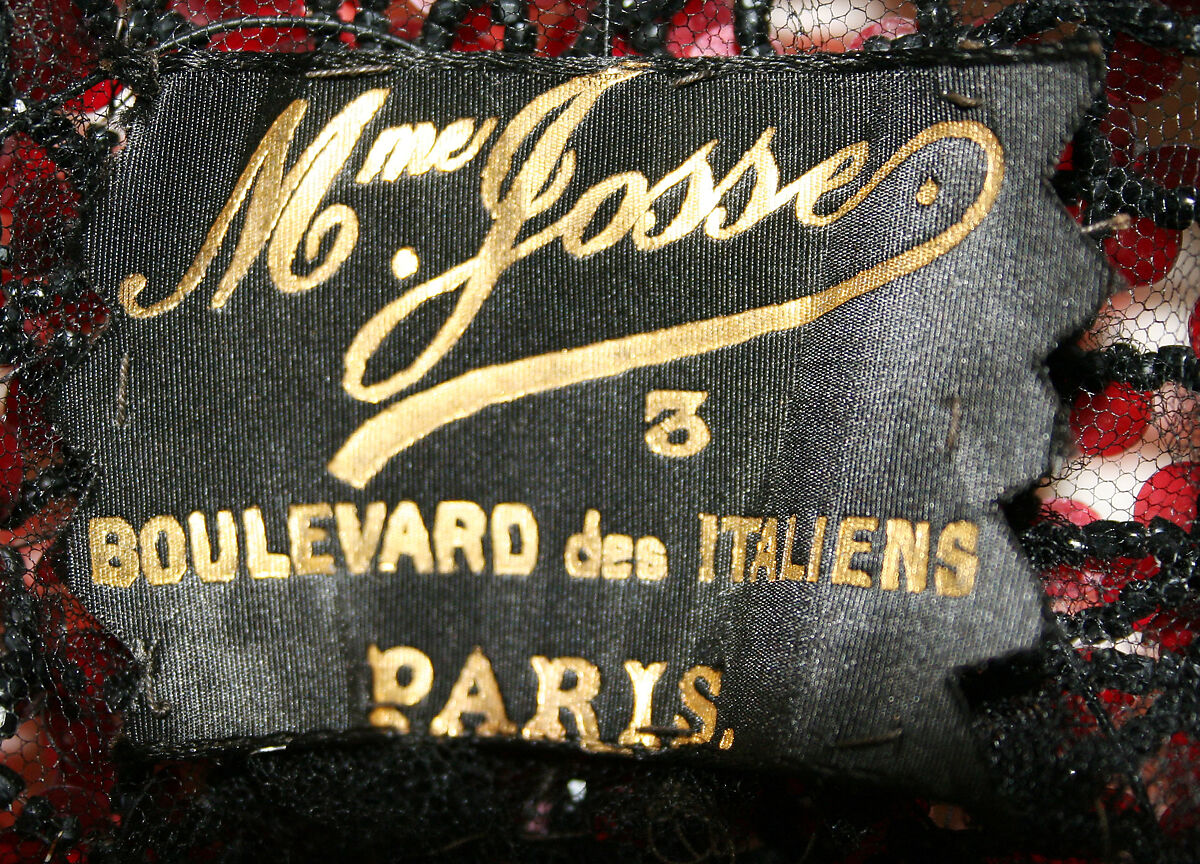 Mme. Josse.
3
BOULEVARD des ITALIENS
PARIS.